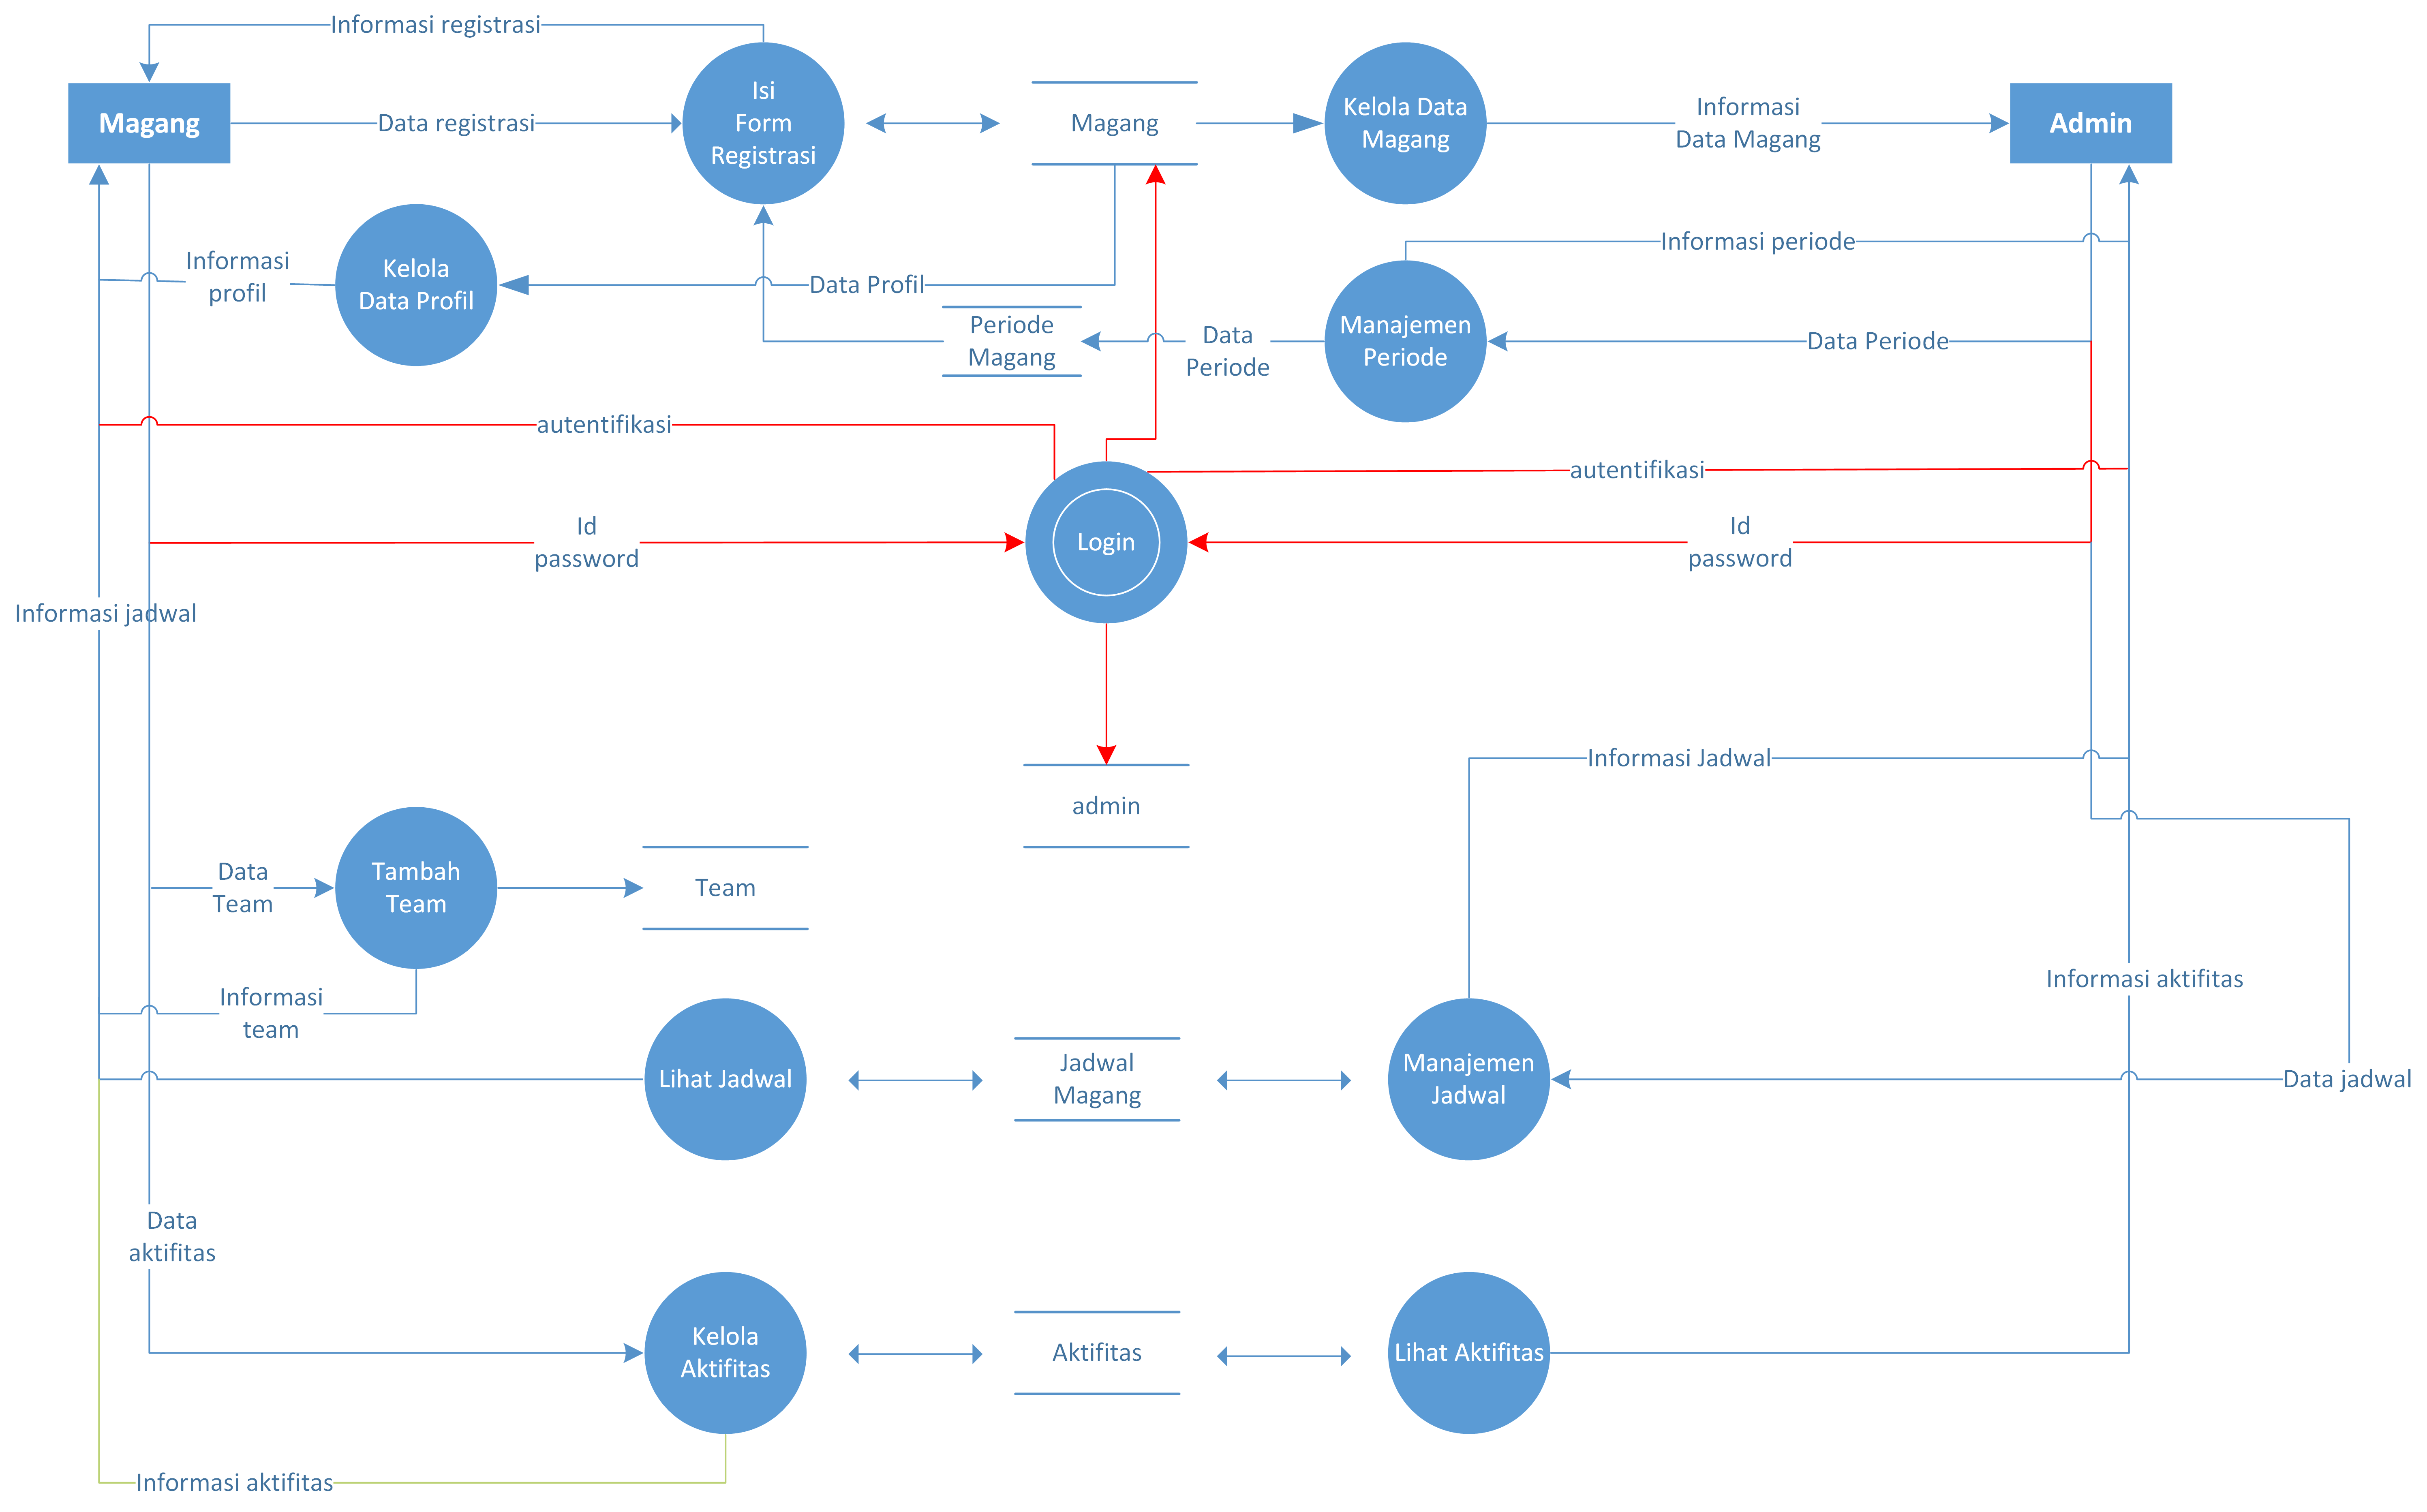 Informasi registrasi
Magang
Data registrasi
Isi
Form
Registrasi
Magang
Kelola Data
Magang
Informasi
Data Magang
Admin
Informasi
profil
Kelola
Data Profil
Data Profil
Informasi periode
Periode
Magang
Data
Periode
Manajemen
Periode
Data Periode
autentifikasi
autentifikasi
Id
password
Login
Id
password
Informasi jadwal
Informasi Jadwal
admin
Data
Team
Tambah
Team
Team
Informasi
team
Informasi aktifitas
Lihat Jadwal
Jadwal
Magang
Manajemen
Jadwal
Data jadwal
Data
aktifitas
Kelola
Aktifitas
Aktifitas
Lihat Aktifitas
Informasi aktifitas